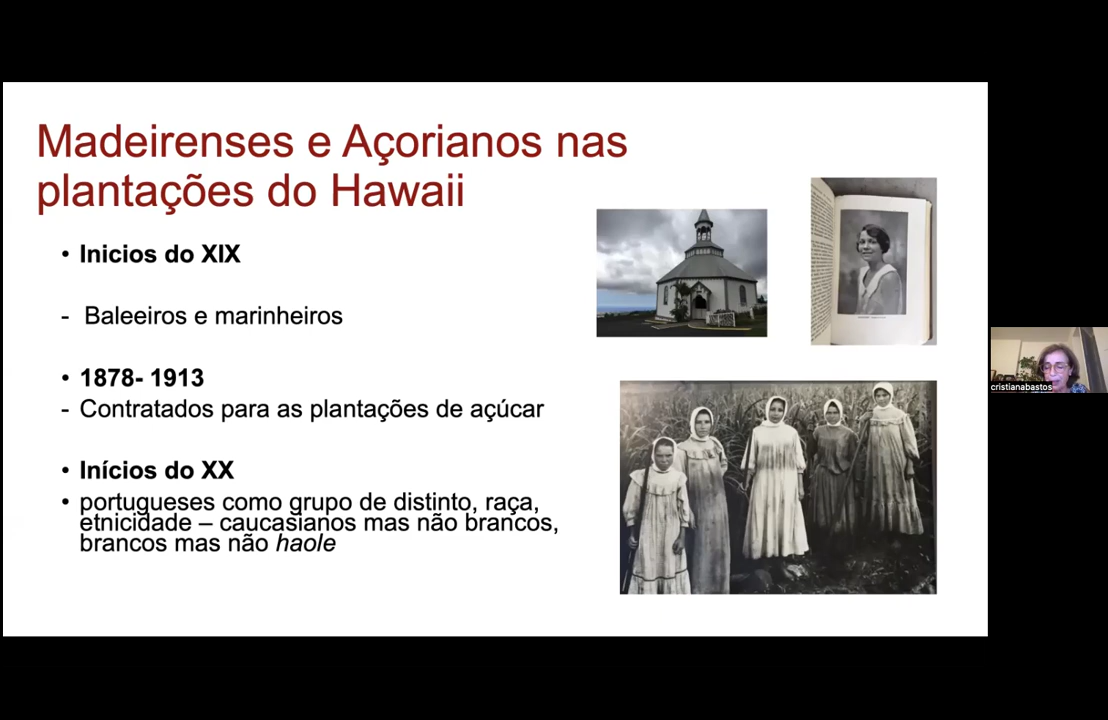 Madeirenses e Açorianos nas
plantações do Hawaii
• Inicios do XIX
- Baleeiros e marinheiros
• 1878- 1913
- Contratados para as plantações de açúcar
• Inícios do XX
• portugueses como grupo de distinto, raça,
etnicidade – caucasianos mas não brancos,
brancos mas não haole
cristianabastos